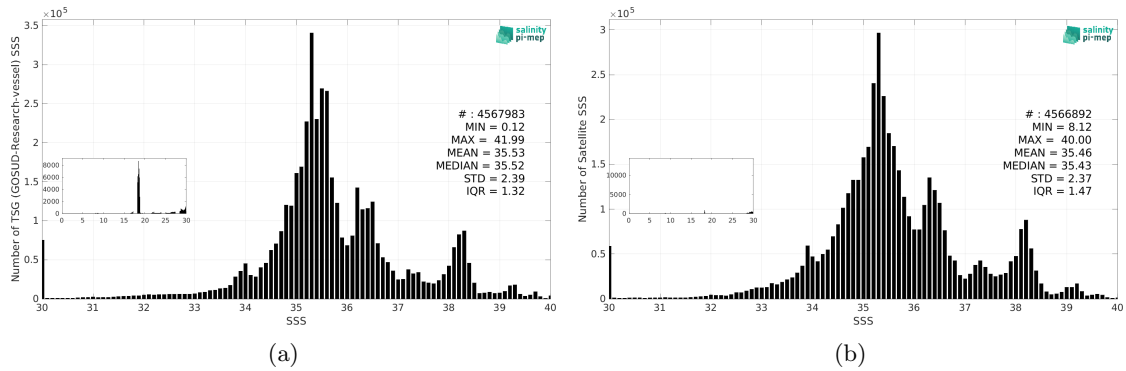 ×10⁵
3.5
3
2.5
2
1.5
1
0.5
0
Number of TSG (GOSUD-Research-vessel) SSS
salinity
pi-mep
# : 4567983
MIN = 0.12
MAX = 41.99
MEAN = 35.53
MEDIAN = 35.52
STD = 2.39
IQR = 1.32
8000
6000
4000
2000
0
0 5 10 15 20 25 30
30 31 32 33 34 35 36 37 38 39 40
SSS
(a)
×10⁵
3
2.5
2
1.5
1
0.5
0
Number of Satellite SSS
salinity
pi-mep
# : 4566892
MIN = 8.12
MAX = 40.00
MEAN = 35.46
MEDIAN = 35.43
STD = 2.37
IQR = 1.47
10000
5000
0
0 5 10 15 20 25 30
30 31 32 33 34 35 36 37 38 39 40
SSS
(b)